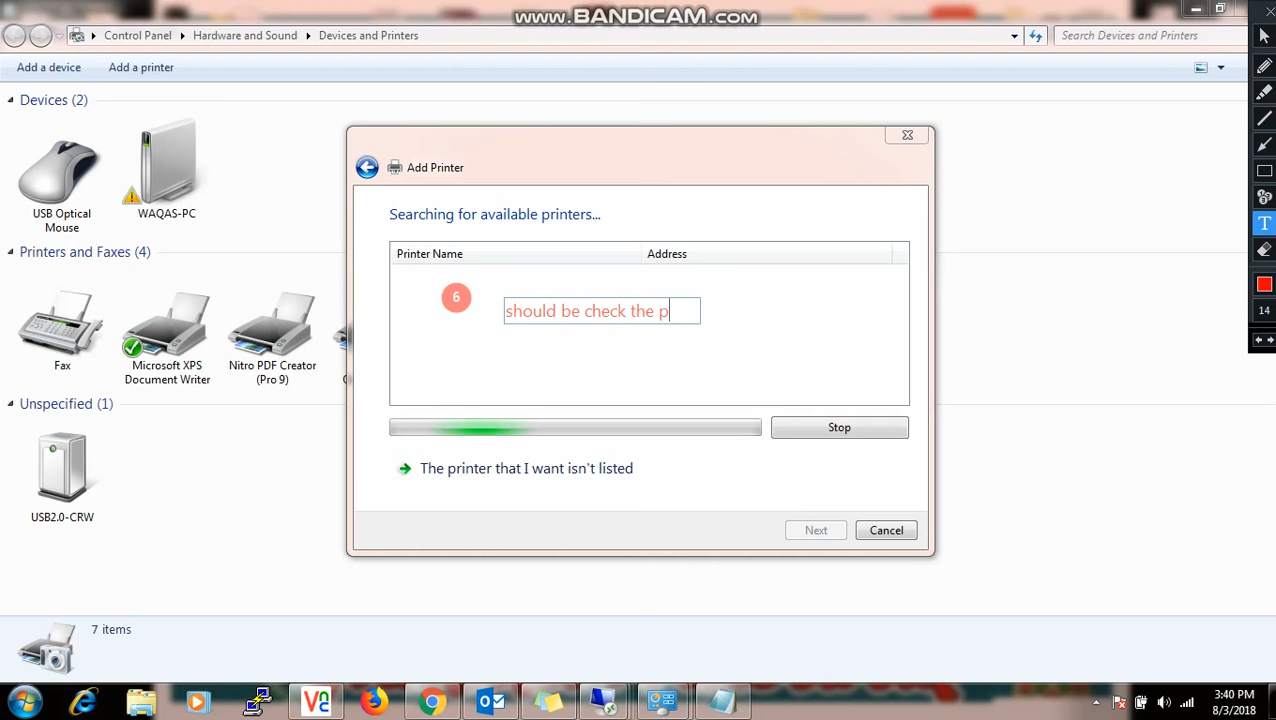 www.BANDICAM.com
Control Panel
Hardware and Sound
Devices and Printers
Search Devices and Printers
Add a device
Add a printer
Devices (2)
USB Optical
Mouse
WAQAS-PC
Printers and Faxes (4)
Fax
Microsoft XPS
Document Writer
Nitro PDF Creator
(Pro 9)
Unspecified (1)
USB2.0-CRW
Add Printer
Searching for available printers...
Printer Name
Address
6
should be check the p
Stop
The printer that I want isn't listed
Next
Cancel
T
14
7 items
3:40 PM
8/3/2018